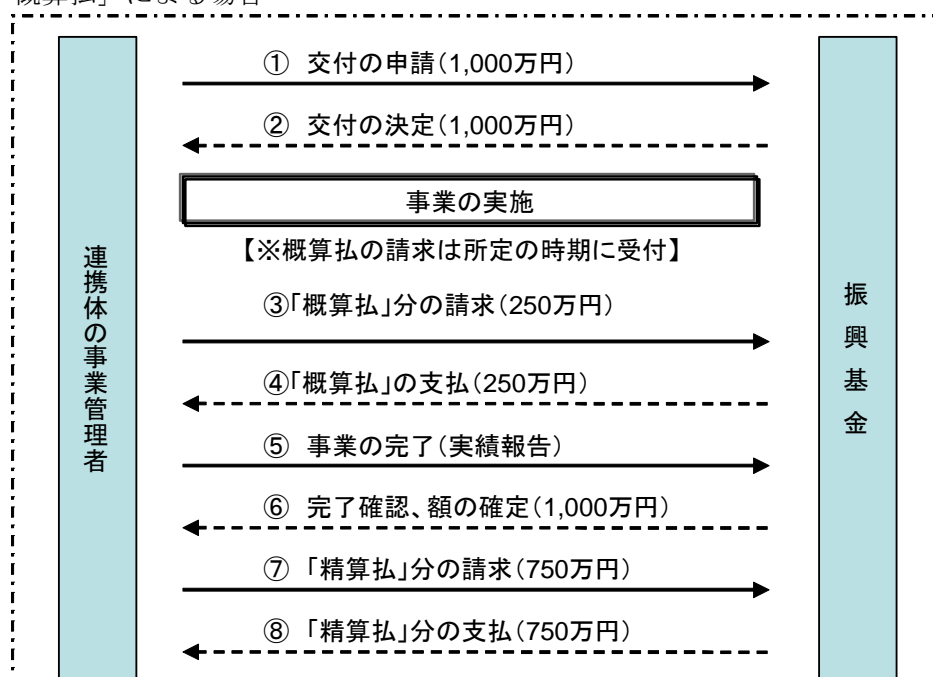 概算払」による場合
① 交付の申請（1,000万円）
② 交付の決定（1,000万円）
事業の実施
【※概算払の請求は所定の時期に受付】
③「概算払」分の請求（250万円）
④「概算払」の支払（250万円）
⑤ 事業の完了（実績報告）
⑥ 完了確認、額の確定（1,000万円）
⑦ 「精算払」分の請求（750万円）
⑧ 「精算払」分の支払（750万円）
連携体の事業管理者
振興基金